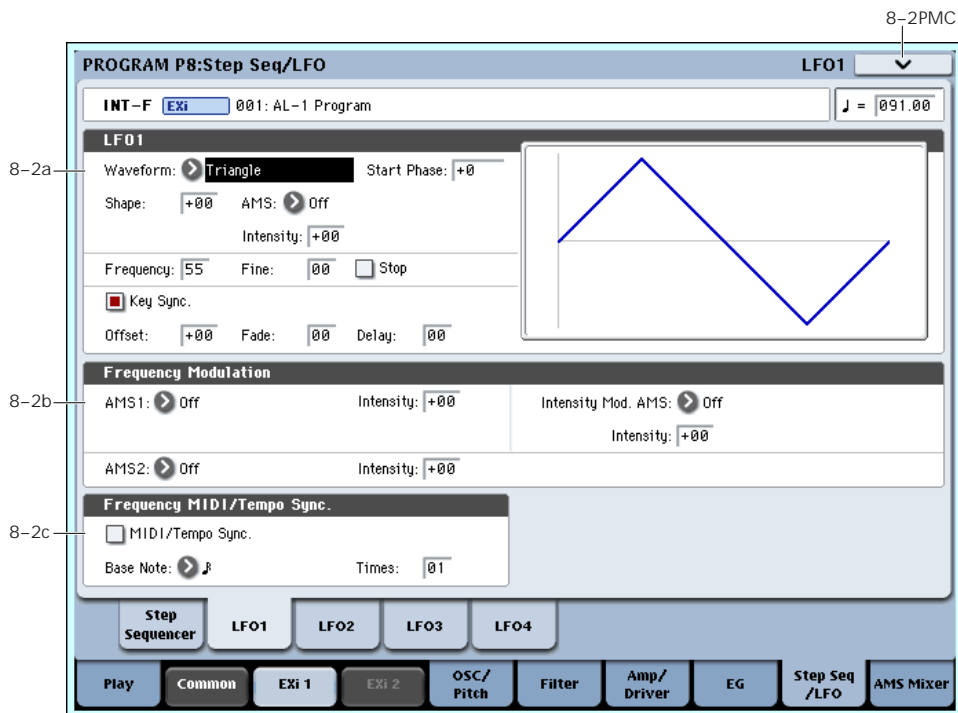 8-2PMC
PROGRAM P8:Step Seq/LFO LFO1
INT-F EXi 001: AL-1 Program ♩ = 091.00
LFO1
8-2a
Waveform: Triangle Start Phase: +0
Shape: +00 AMS: Off
Intensity: +00
Frequency: 55 Fine: 00 Stop
Key Sync.
Offset: +00 Fade: 00 Delay: 00
Frequency Modulation
8-2b
AMS1: Off Intensity: +00 Intensity Mod. AMS: Off
Intensity: +00
AMS2: Off Intensity: +00
Frequency MIDI/Tempo Sync.
8-2c
MIDI/Tempo Sync.
Base Note: Times: 01
Step Sequencer LFO1 LFO2 LFO3 LFO4
Play Common EXi 1 EXi 2 OSC/Pitch Filter Amp/Driver EG Step Seq/LFO AMS Mixer